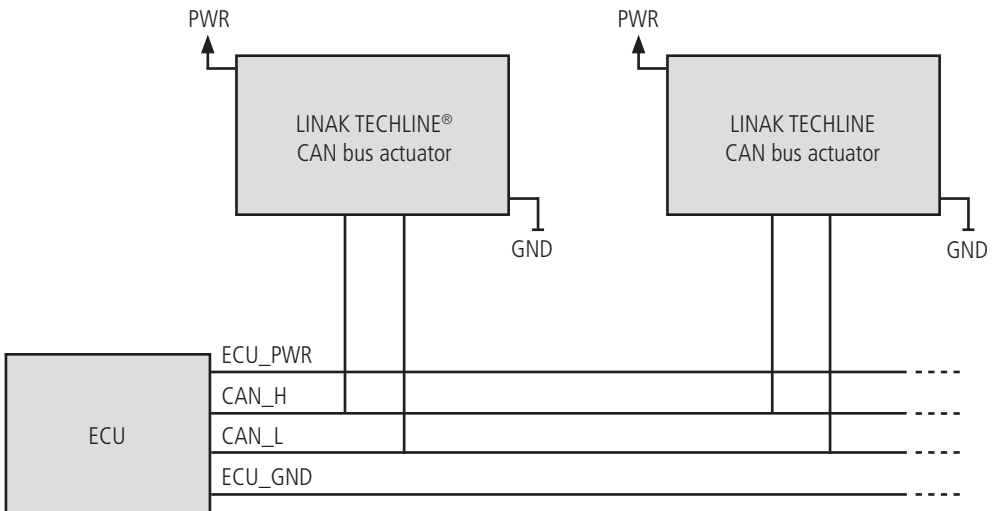 PWR
PWR
LINAK TECHLINE®
CAN bus actuator
LINAK TECHLINE
CAN bus actuator
GND
GND
ECU
ECU_PWR
CAN_H
CAN_L
ECU_GND